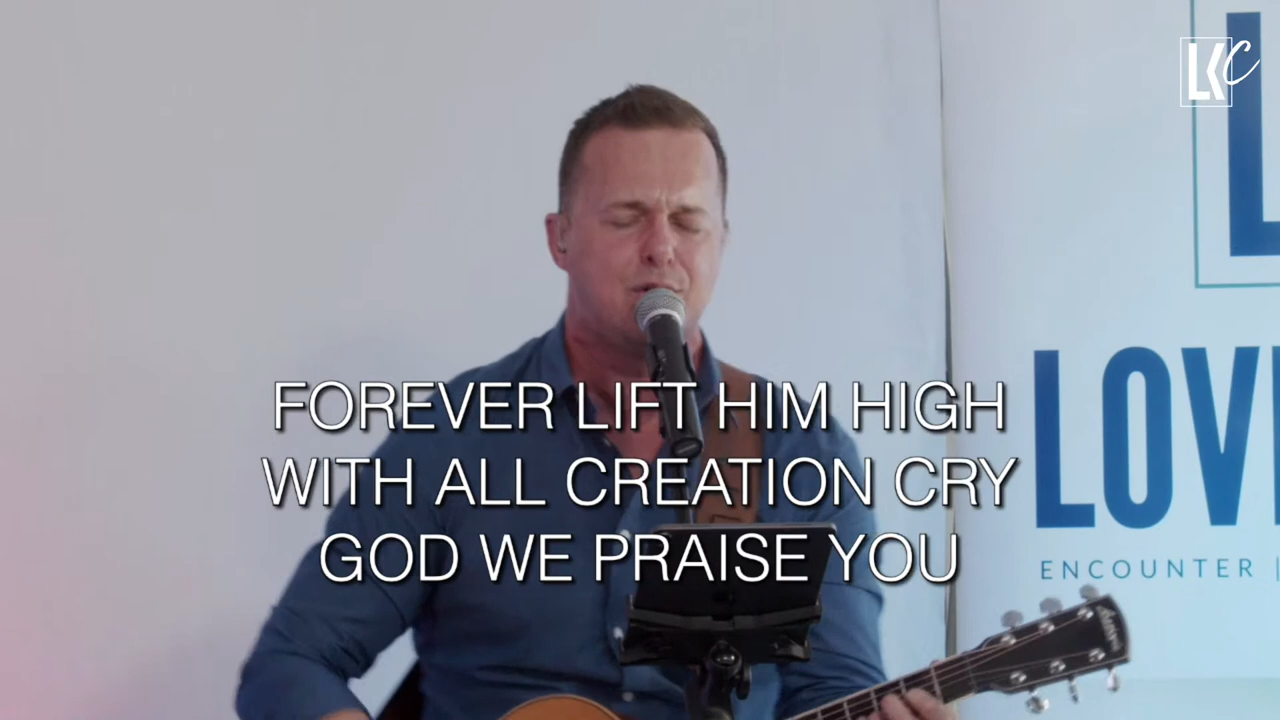 LKC
L
LOV
ENCOUNTER |
FOREVER LIFT HIM HIGH
WITH ALL CREATION CRY
GOD WE PRAISE YOU